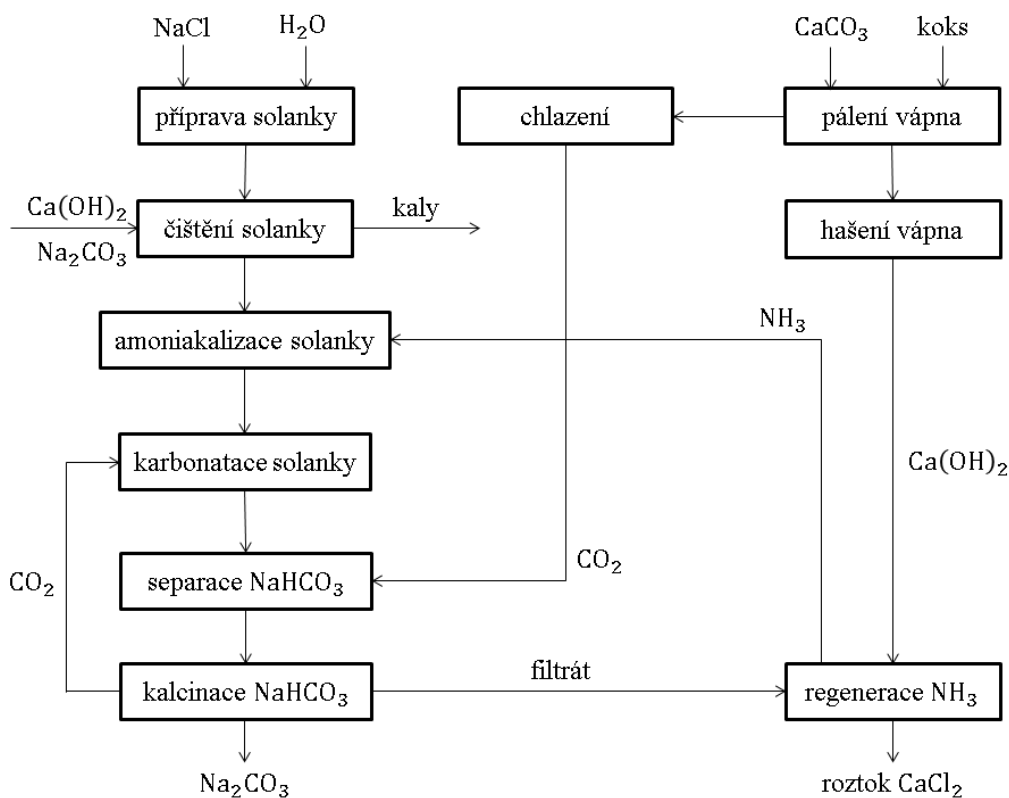 NaCl
H₂O
CaCO₃
koks
příprava solanky
chlazení
pálení vápna
Ca(OH)₂
Na₂CO₃
čištění solanky
kaly
hašení vápna
amoniakalizace solanky
NH₃
karbonatace solanky
Ca(OH)₂
CO₂
separace NaHCO₃
CO₂
kalcinace NaHCO₃
filtrát
regenerace NH₃
Na₂CO₃
roztok CaCl₂